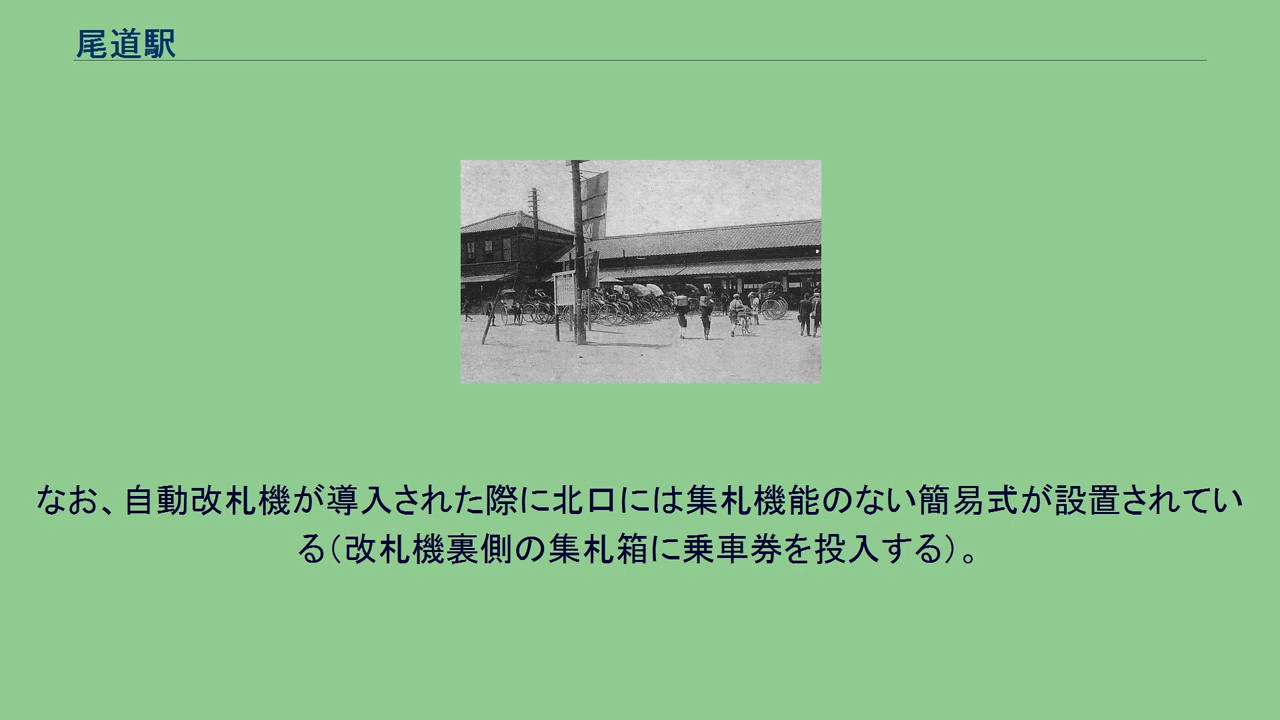 尾道駅
なお、自動改札機が導入された際に北口には集札機能のない簡易式が設置されてい
る（改札機裏側の集札箱に乗車券を投入する）。